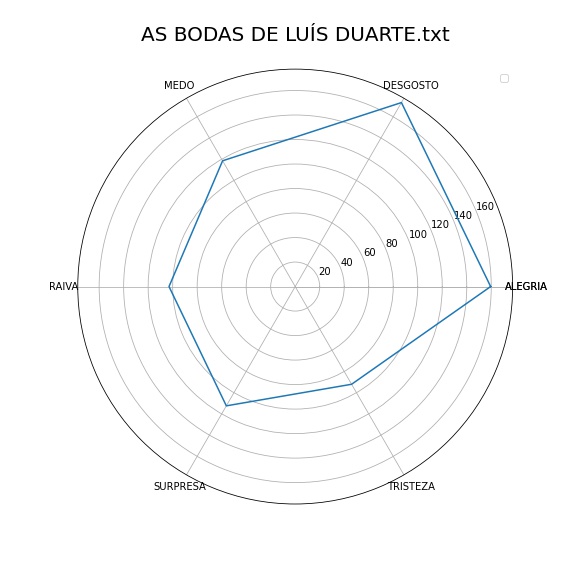 AS BODAS DE LUÍS DUARTE.txt
MEDO
DESGOSTO
160
140
120
100
80
60
40
20
RAIVA
ALEGRIA
SURPRESA
TRISTEZA